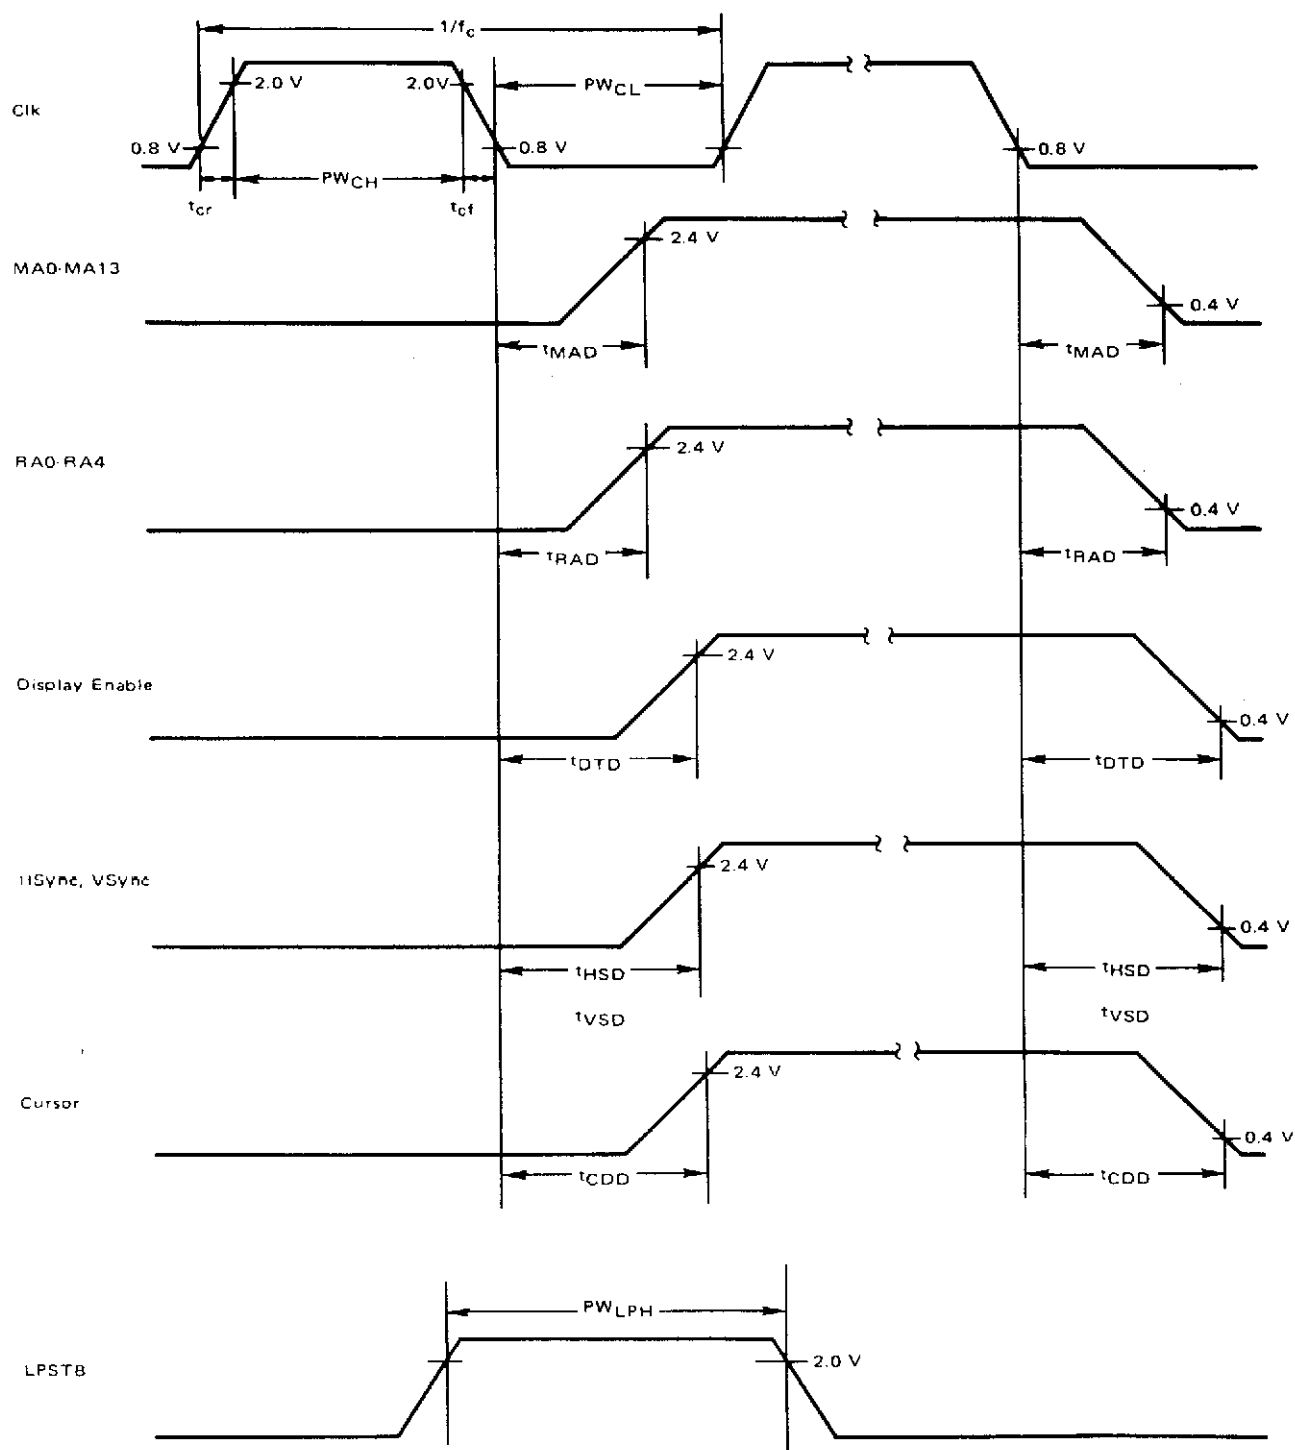 1/fc
Clk
2.0 V
2.0V
PWCL
0.8 V
0.8 V
0.8 V
PWCH
tcr
tcf
MA0-MA13
2.4 V
0.4 V
tMAD
tMAD
RA0-RA4
2.4 V
0.4 V
tRAD
tRAD
Display Enable
2.4 V
0.4 V
tDTD
tDTD
HSync, VSync
2.4 V
0.4 V
tHSD
tHSD
tVSD
tVSD
Cursor
2.4 V
0.4 V
tCDD
tCDD
PWLPH
LPSTB
2.0 V